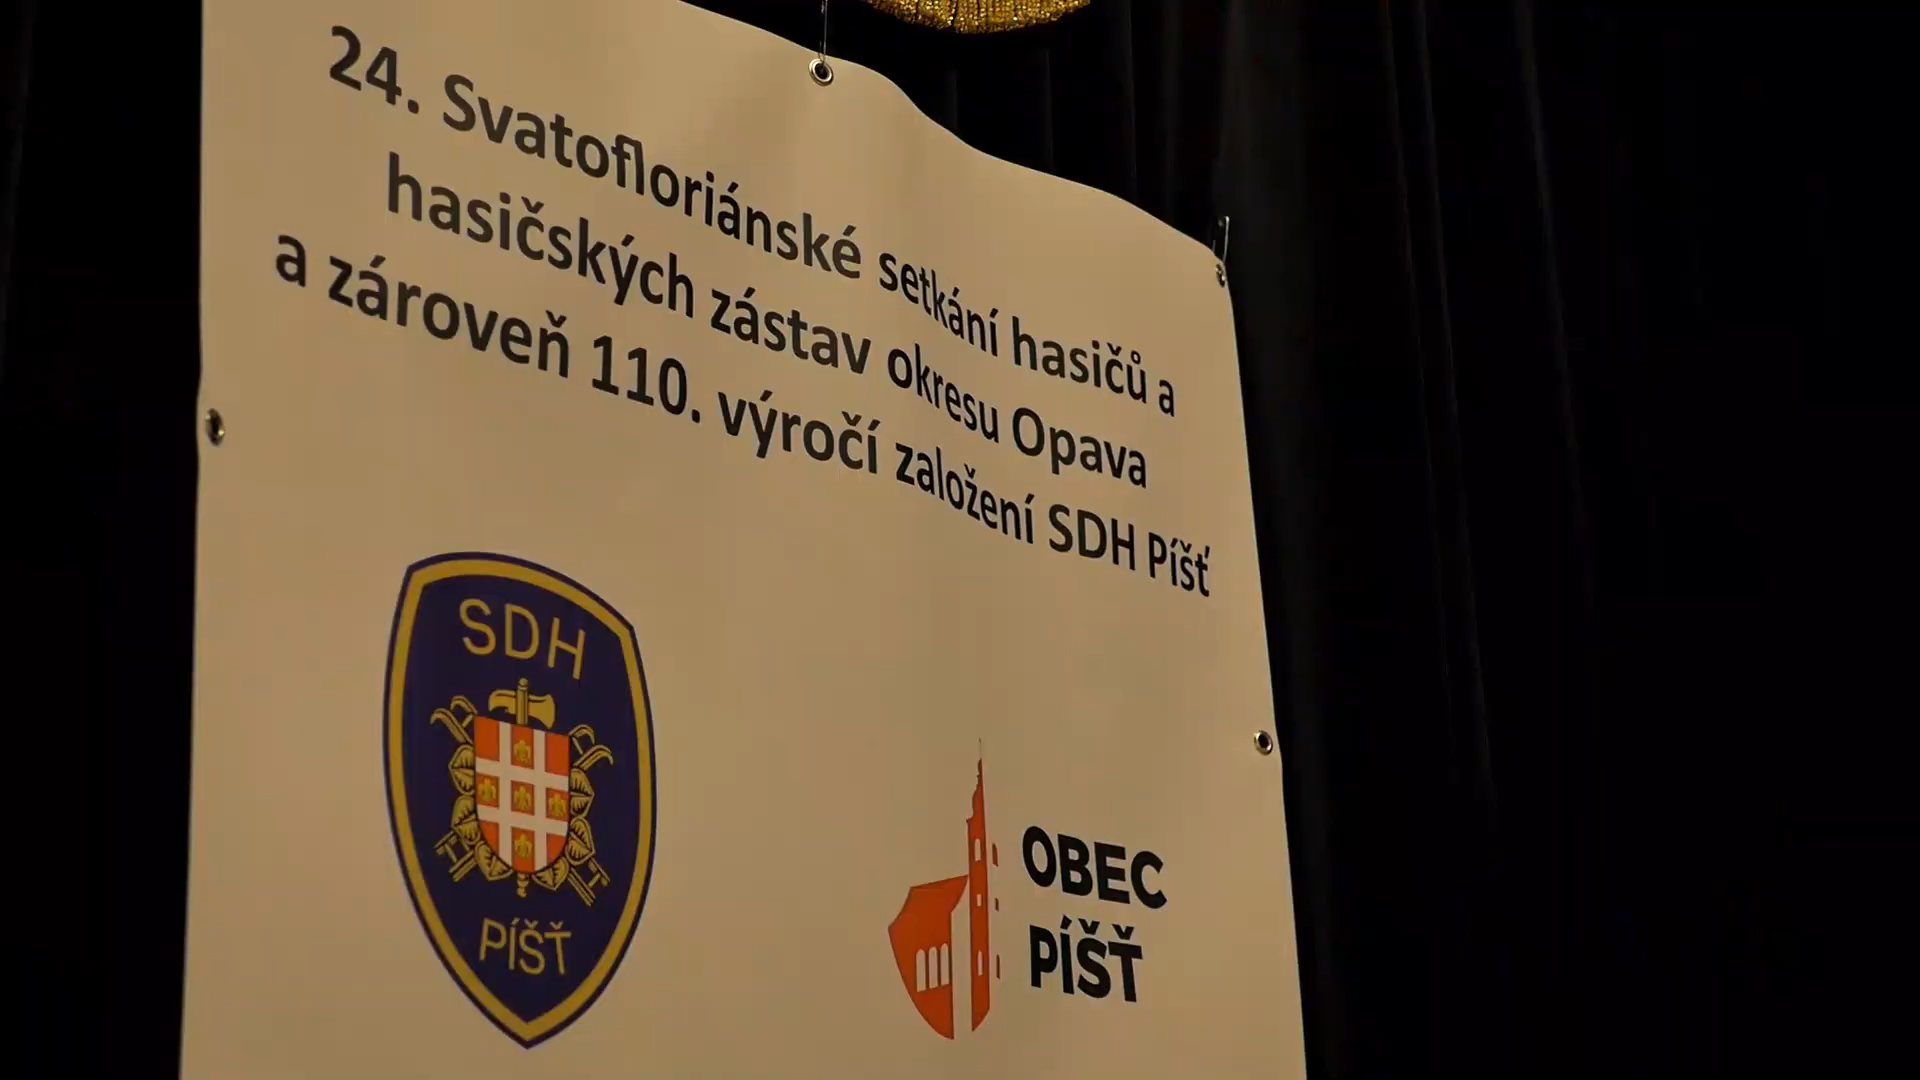 24. Svatofloriánské setkání hasičů a
hasičských zástav okresu Opava
a zároveň 110. výročí založení SDH Píšť
SDH
PÍŠŤ
OBEC
PÍŠŤ